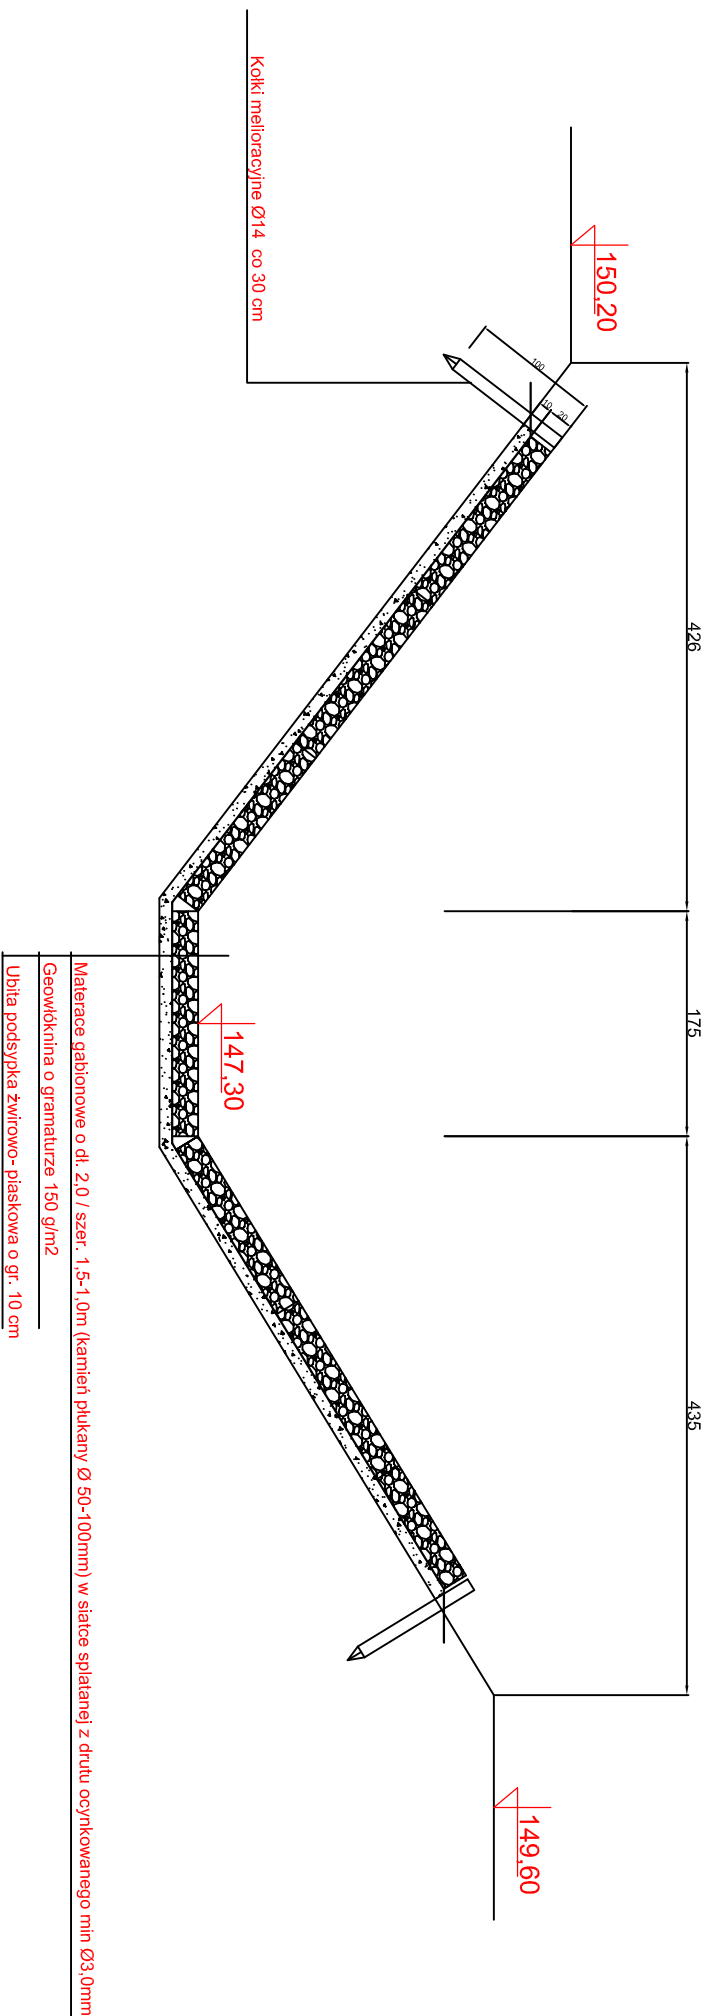 Kołki melioracyjne Ø14 co 30 cm
150,20
100
10
20
426
175
435
147,30
149,60
Materace gabionowe o dł. 2,0 / szer. 1,5-1,0m (kamień płukany Ø 50-100mm) w siatce splatanej z drutu ocynkowanego min Ø3,0mm
Geowłóknina o gramaturze 150 g/m2
Ubita podsypka żwirowo- piaskowa o gr. 10 cm